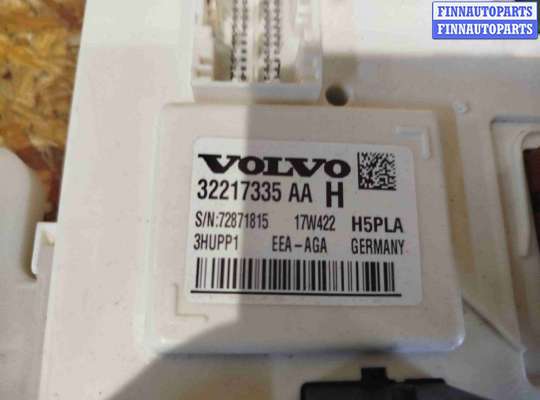 FINNAUTOPARTS
FINNAUTOPARTS
VOLVO
32217335 AA H
S/N:72871815 17W422 H5PLA
3HUPP1 EEA-AGA GERMANY